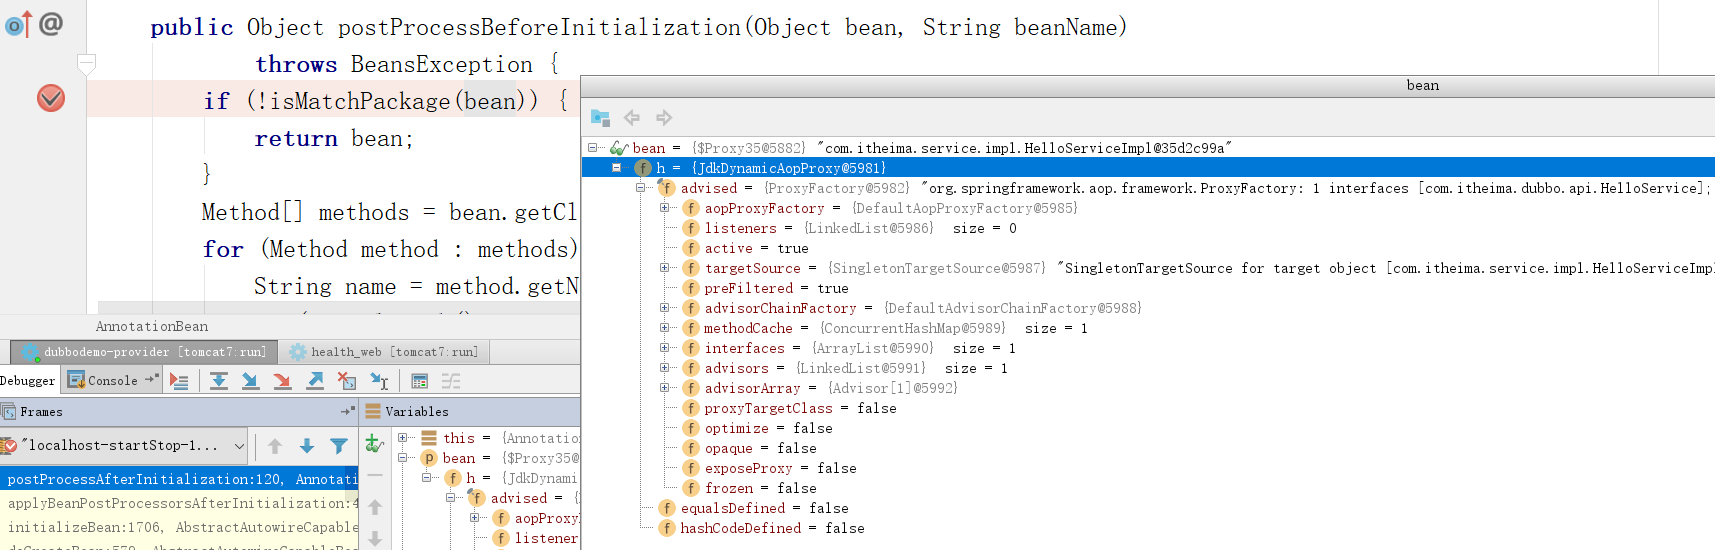 public Object postProcessBeforeInitialization(Object bean, String beanName)
throws BeansException {
if (!isMatchPackage(bean)) {
return bean;
}
Method[] methods = bean.getCl
for (Method method : methods)
String name = method.getN
AnnotationBean
dubbodemo-provider [tomcat7:run]
health_web [tomcat7:run]
Debugger
Console
Frames
Variables
"localhost-startStop-1...
postProcessAfterInitialization:120, Annotati
applyBeanPostProcessorsAfterInitialization:4
initializeBean:1706, AbstractAutowireCapable
this = {Annotation
bean = {$Proxy35@
h = {JdkDynami
advised =
aopProxy
listener
bean
bean = {$Proxy35@5882} "com.itheima.service.impl.HelloServiceImpl@35d2c99a"
h = {JdkDynamicAopProxy@5981}
advised = {ProxyFactory@5982} "org.springframework.aop.framework.ProxyFactory: 1 interfaces [com.itheima.dubbo.api.HelloService];
aopProxyFactory = {DefaultAopProxyFactory@5985}
listeners = {LinkedList@5986} size = 0
active = true
targetSource = {SingletonTargetSource@5987} "SingletonTargetSource for target object [com.itheima.service.impl.HelloServiceImpl
preFiltered = true
advisorChainFactory = {DefaultAdvisorChainFactory@5988}
methodCache = {ConcurrentHashMap@5989} size = 1
interfaces = {ArrayList@5990} size = 1
advisors = {LinkedList@5991} size = 1
advisorArray = {Advisor[1]@5992}
proxyTargetClass = false
optimize = false
opaque = false
exposeProxy = false
frozen = false
equalsDefined = false
hashCodeDefined = false